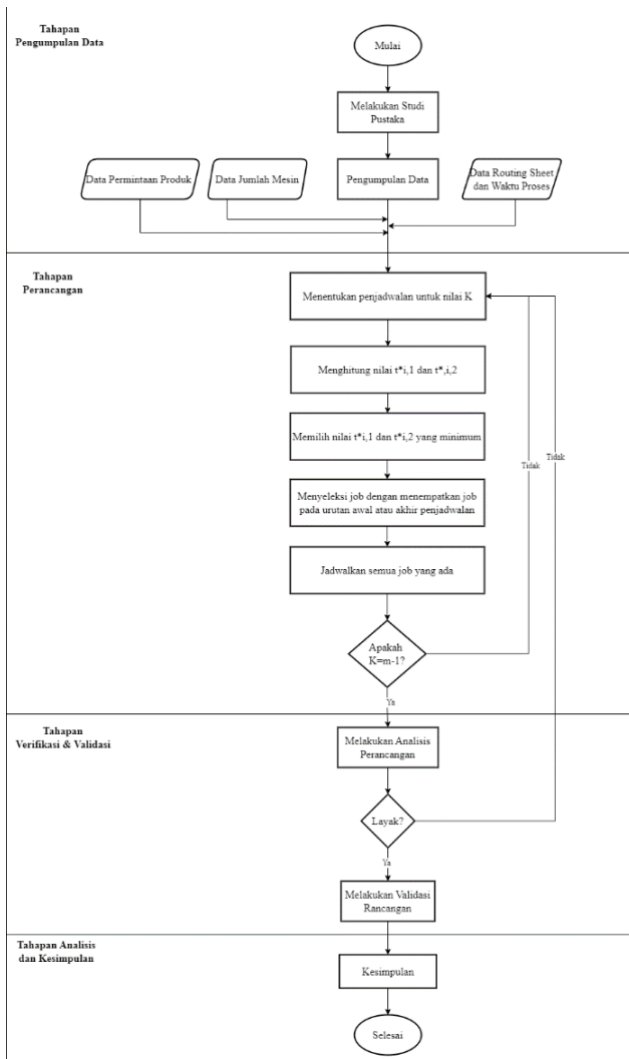 Tahapan
Pengumpulan Data
Mulai
Melakukan Studi
Pustaka
Data Permintaan Produk
Data Jumlah Mesin
Pengumpulan Data
Data Routing Sheet
dan Waktu Proses
Tahapan
Perancangan
Menentukan penjadwalan untuk nilai K
Menghitung nilai t*i,1 dan t*,i,2
Memilih nilai t*i,1 dan t*i,2 yang minimum
Tidak
Tidak
Menyeleksi job dengan menempatkan job
pada urutan awal atau akhir penjadwalan
Jadwalkan semua job yang ada
Apakah
K=m-1?
Ya
Tahapan
Verifikasi & Validasi
Melakukan Analisis
Perancangan
Layak?
Ya
Melakukan Validasi
Rancangan
Tahapan Analisis
dan Kesimpulan
Kesimpulan
Selesai